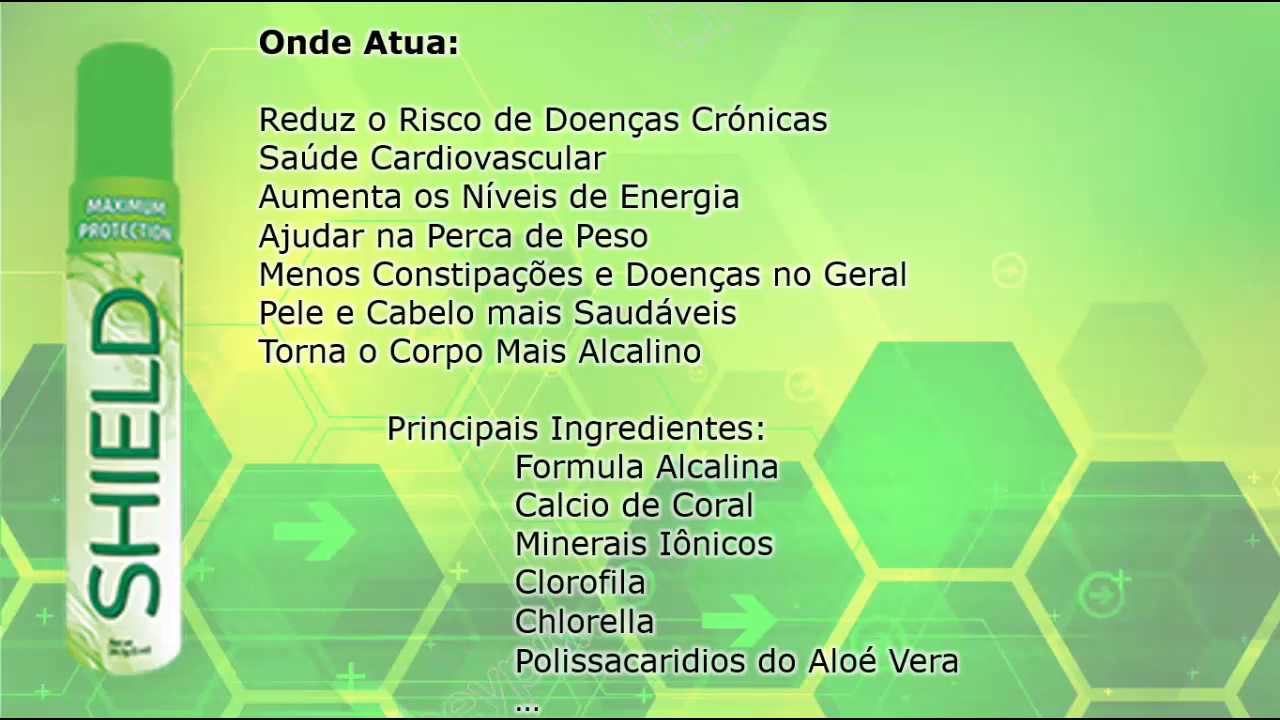 Onde Atua:
Reduz o Risco de Doenças Crónicas
Saúde Cardiovascular
Aumenta os Níveis de Energia
Ajudar na Perca de Peso
Menos Constipações e Doenças no Geral
Pele e Cabelo mais Saudáveis
Torna o Corpo Mais Alcalino
Principais Ingredientes:
Formula Alcalina
Calcio de Coral
Minerais Iônicos
Clorofila
Chlorella
Polissacaridios do Aloé Vera
...
MAXIMUM
PROTECTION
SHIELD